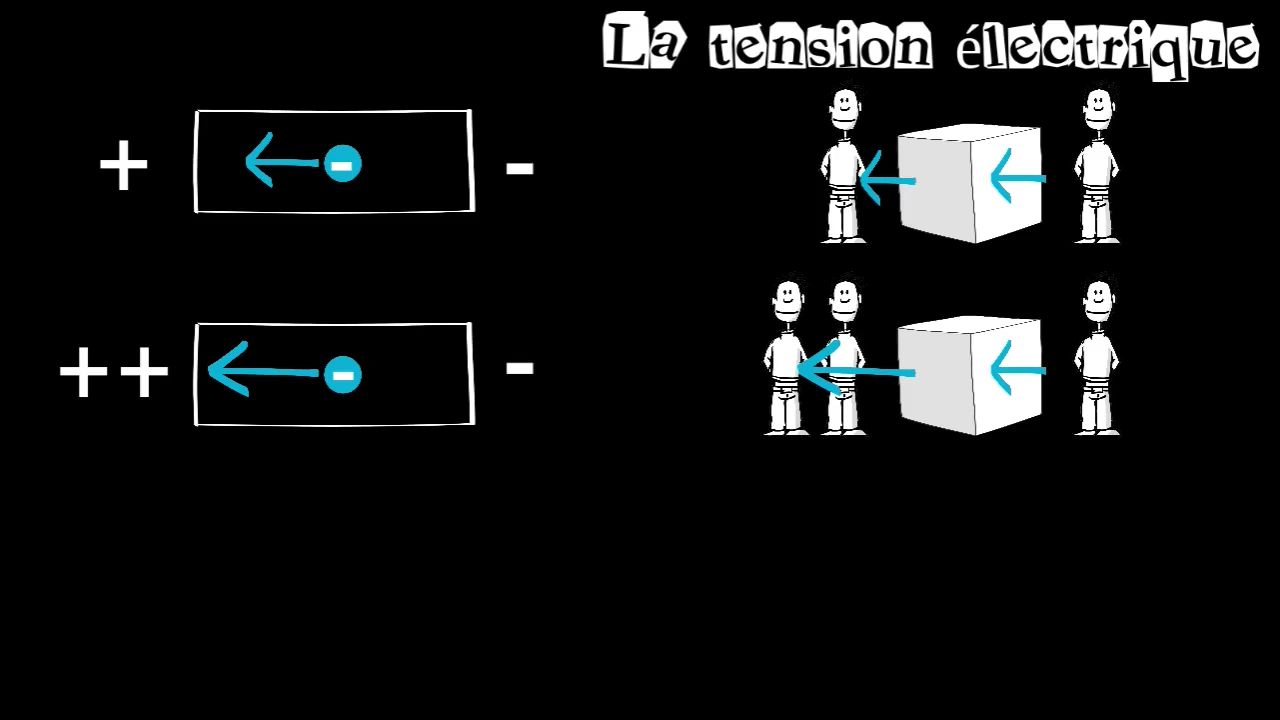 La tension électrique
+ - -
++ - -